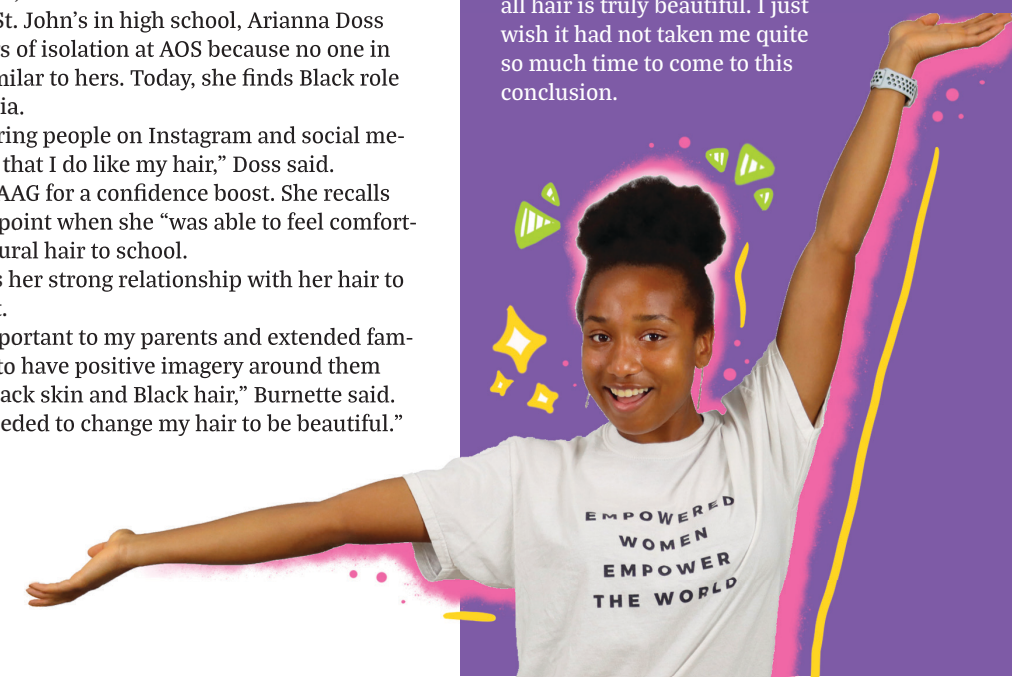 St. John’s in high school, Arianna Doss
s of isolation at AOS because no one in
milar to hers. Today, she finds Black role
ia.
ring people on Instagram and social me-
that I do like my hair,” Doss said.
AAG for a confidence boost. She recalls
point when she “was able to feel comfort-
ural hair to school.
s her strong relationship with her hair to
t.
portant to my parents and extended fam-
to have positive imagery around them
ack skin and Black hair,” Burnette said.
eded to change my hair to be beautiful.”
all hair is truly beautiful. I just
wish it had not taken me quite
so much time to come to this
conclusion.
EMPOWERED
WOMEN
EMPOWER
THE WORLD